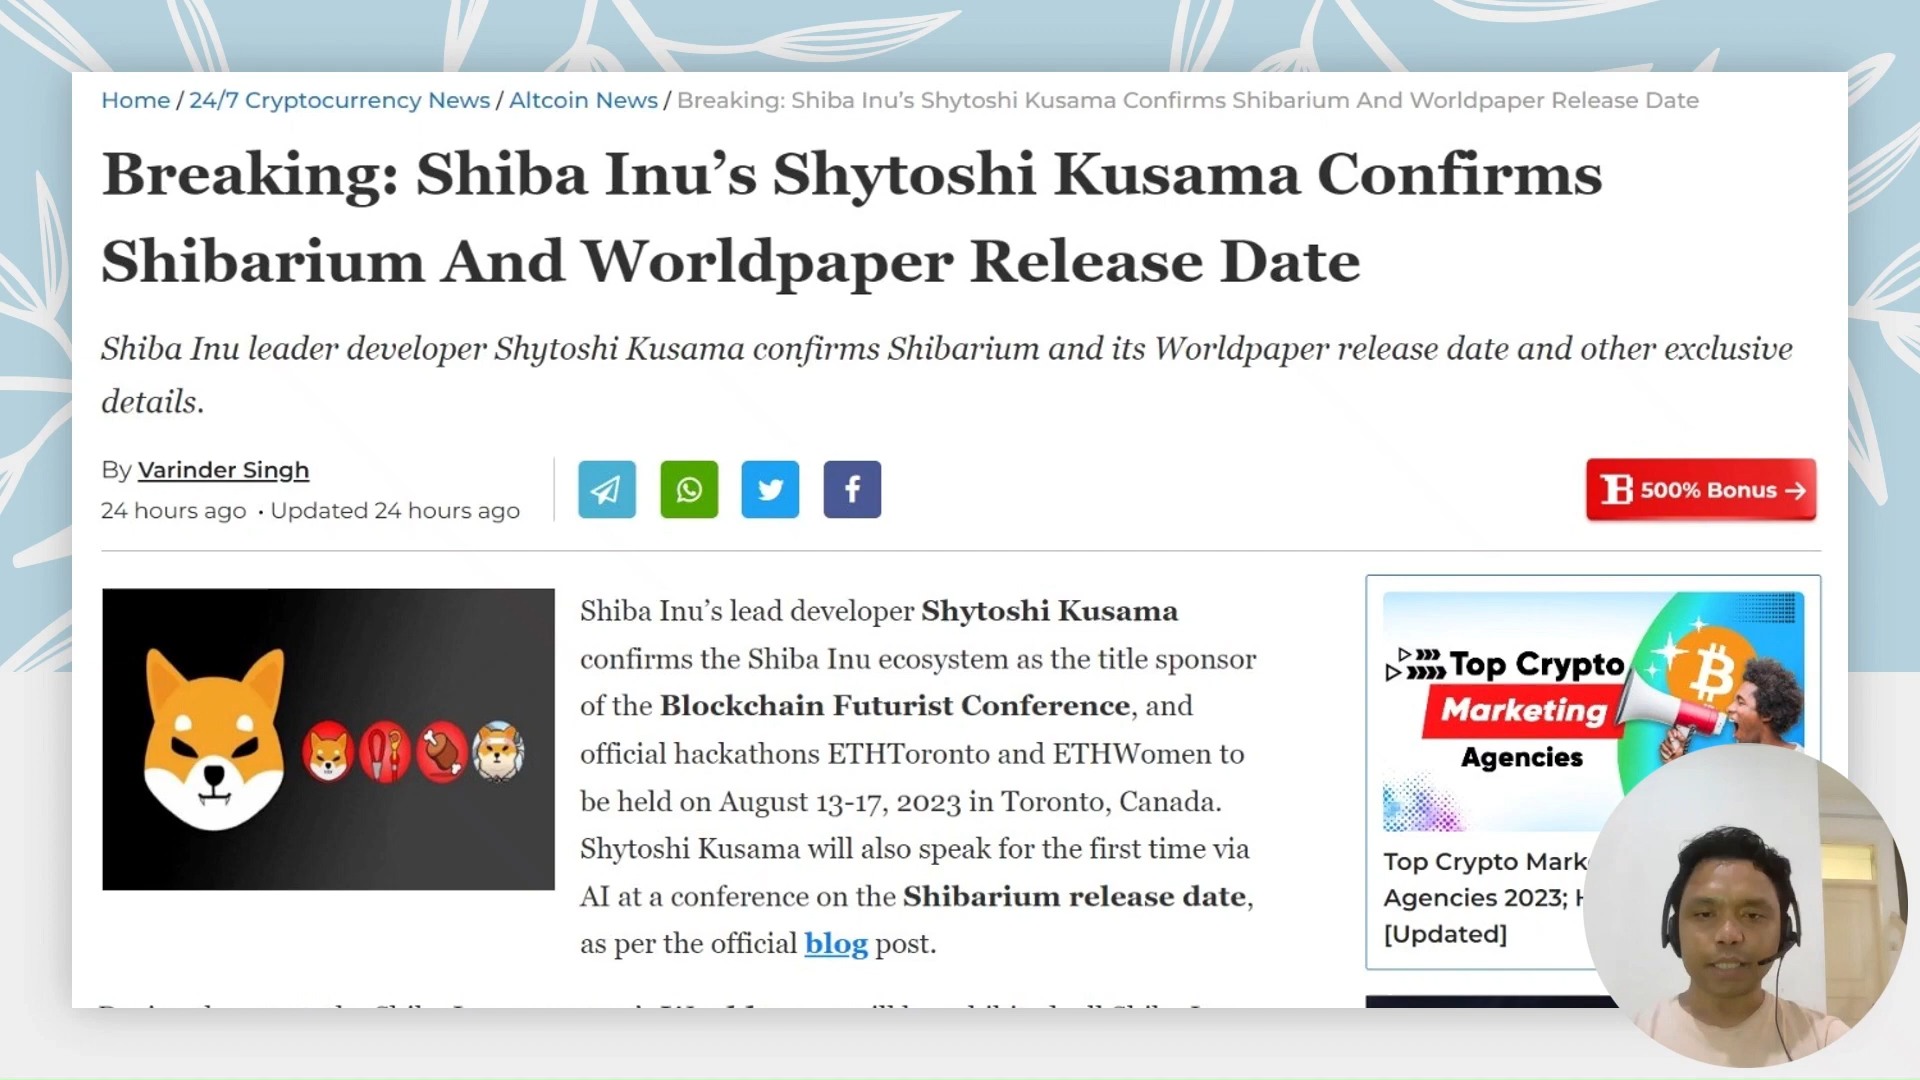 Home / 24/7 Cryptocurrency News / Altcoin News / Breaking: Shiba Inu’s Shytoshi Kusama Confirms Shibarium And Worldpaper Release Date
Breaking: Shiba Inu’s Shytoshi Kusama Confirms
Shibarium And Worldpaper Release Date
Shiba Inu leader developer Shytoshi Kusama confirms Shibarium and its Worldpaper release date and other exclusive
details.
By Varinder Singh
24 hours ago • Updated 24 hours ago
500% Bonus →
Shiba Inu’s lead developer Shytoshi Kusama
confirms the Shiba Inu ecosystem as the title sponsor
of the Blockchain Futurist Conference, and
official hackathons ETHToronto and ETHWomen to
be held on August 13-17, 2023 in Toronto, Canada.
Shytoshi Kusama will also speak for the first time via
AI at a conference on the Shibarium release date,
as per the official blog post.
Top Crypto
Marketing
Agencies
Top Crypto
Agencies 2023;
[Updated]